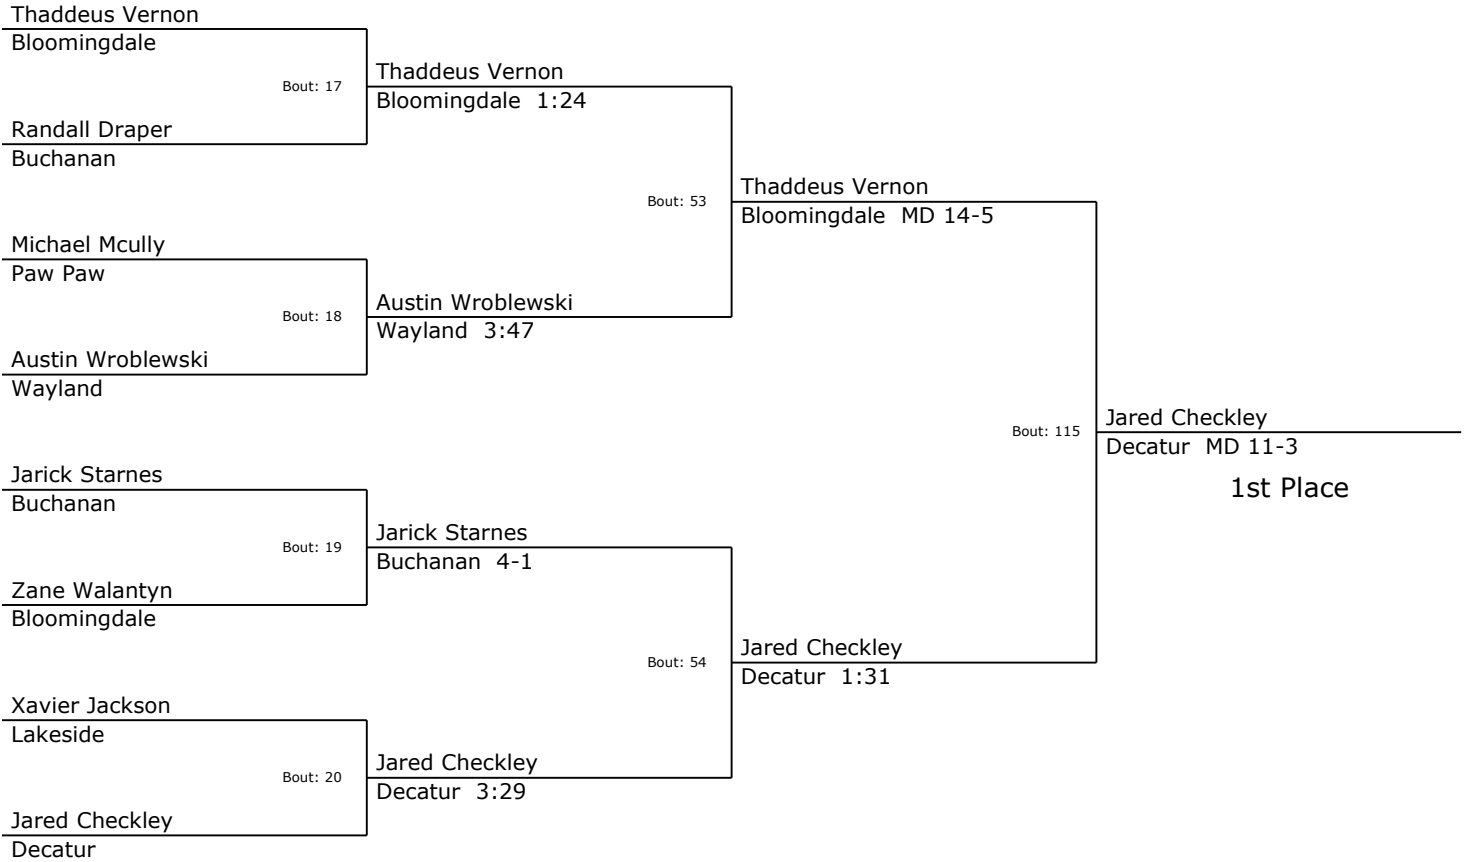 Thaddeus Vernon
Bloomingdale
Bout: 17
Randall Draper
Buchanan
Michael Mcully
Paw Paw
Bout: 18
Austin Wroblewski
Wayland
Jarick Starnes
Buchanan
Bout: 19
Zane Walantyn
Bloomingdale
Xavier Jackson
Lakeside
Bout: 20
Jared Checkley
Decatur
Thaddeus Vernon
Bloomingdale 1:24
Bout: 53
Austin Wroblewski
Wayland 3:47
Jarick Starnes
Buchanan 4-1
Bout: 54
Jared Checkley
Decatur 3:29
Thaddeus Vernon
Bloomingdale MD 14-5
Bout: 115
Jared Checkley
Decatur 1:31
Jared Checkley
Decatur MD 11-3
1st Place